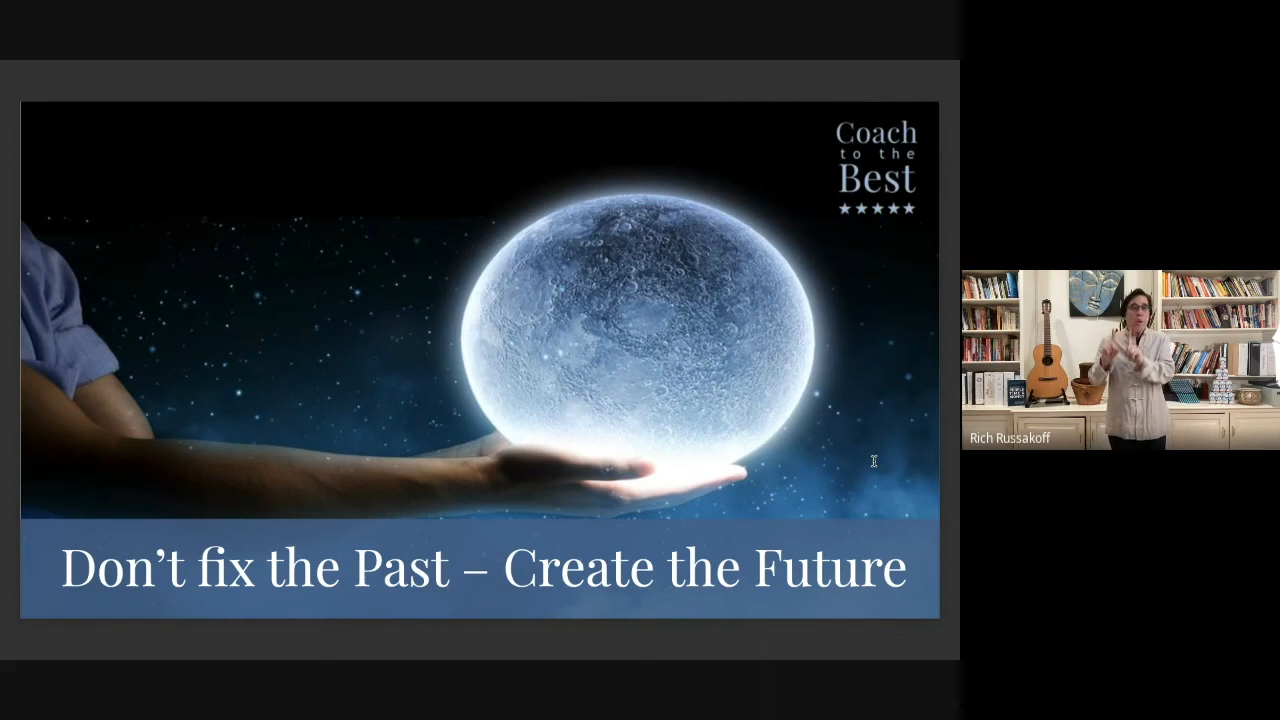 Coach
to the
Best
Don't fix the Past – Create the Future
Rich Russakoff